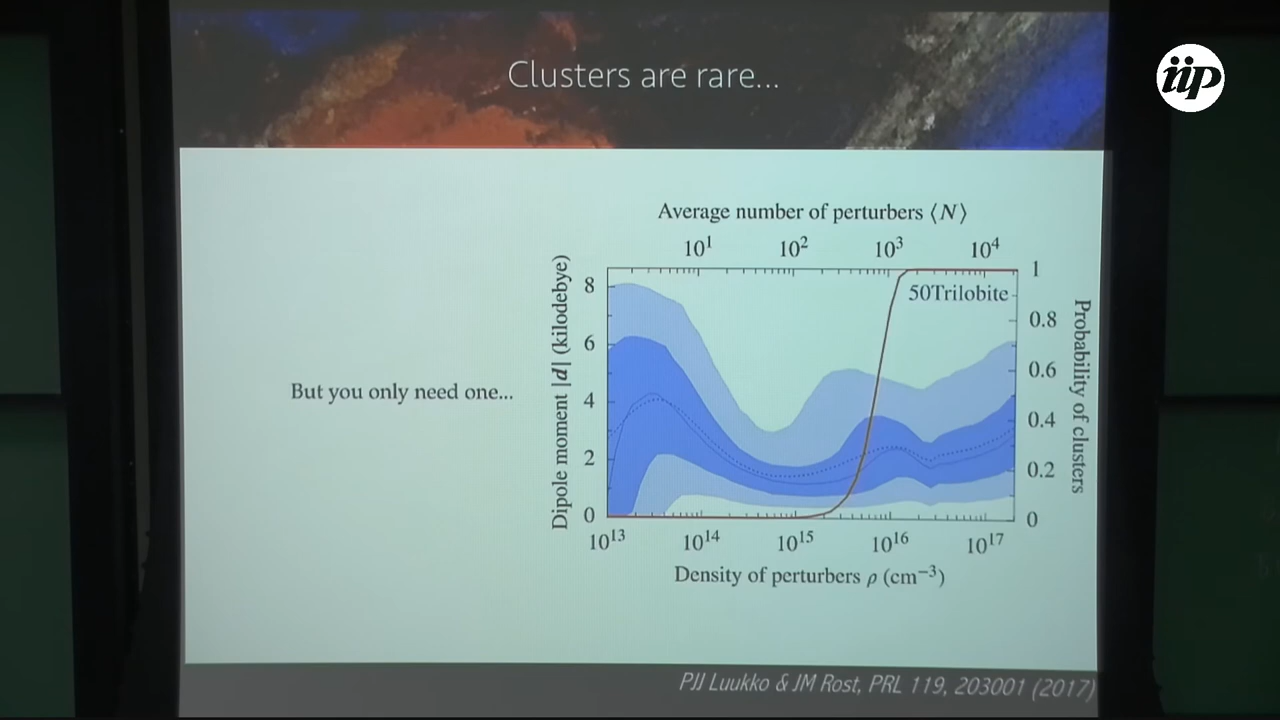 Clusters are rare...
iip
Average number of perturbers ⟨N⟩
10¹ 10² 10³ 10⁴
Dipole moment |d| (kilodebye)
8
6
4
2
0
50Trilobite
1
0.8
0.6
0.4
0.2
0
Probability of clusters
But you only need one...
10¹³ 10¹⁴ 10¹⁵ 10¹⁶ 10¹⁷
Density of perturbers ρ (cm⁻³)
PJJ Luukko & JM Rost, PRL 119, 203001 (2017)